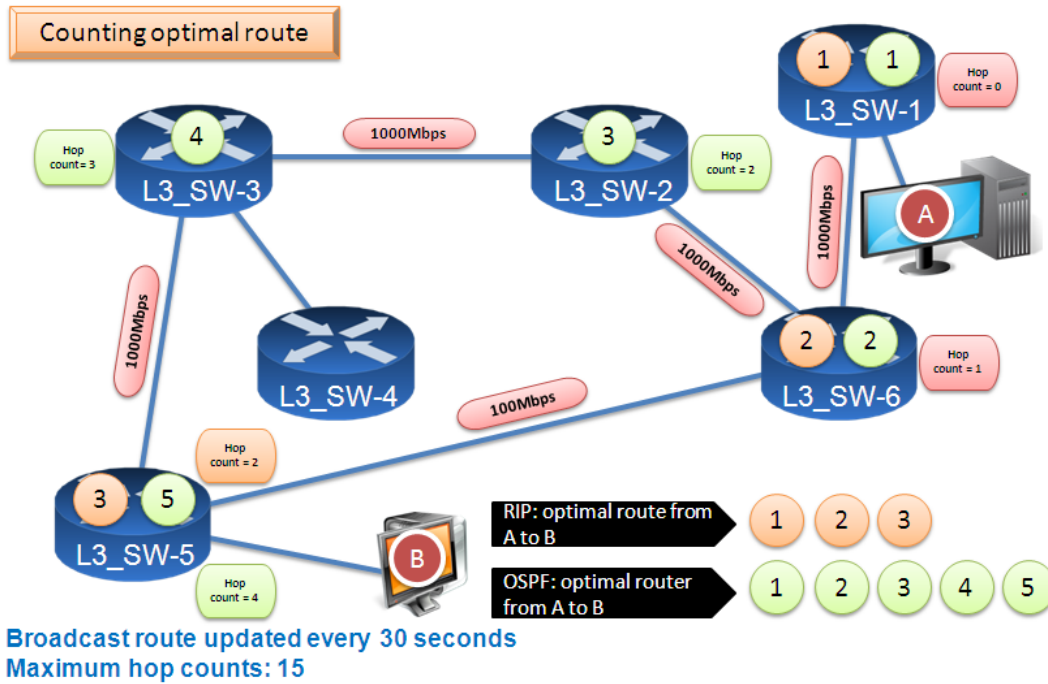 Counting optimal route
1
1
Hop
count = 0
L3_SW-1
4
Hop
count= 3
L3_SW-3
1000Mbps
3
Hop
count = 2
L3_SW-2
A
1000Mbps
1000Mbps
1000Mbps
L3_SW-4
2
2
Hop
count = 1
L3_SW-6
100Mbps
Hop
count = 2
3
5
L3_SW-5
Hop
count = 4
B
RIP: optimal route from
A to B
1
2
3
OSPF: optimal router
from A to B
1
2
3
4
5
Broadcast route updated every 30 seconds
Maximum hop counts: 15